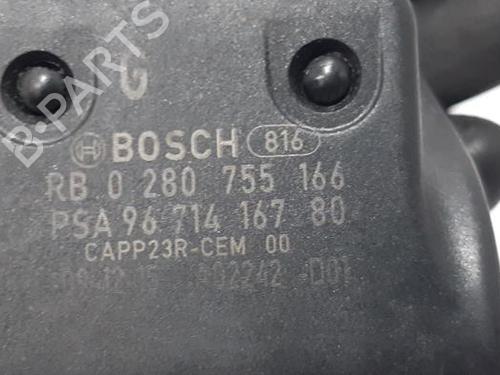 B-PARTS
G
BOSCH 816
RB 0 280 755 166
PSA 96 714 167 80
CAPP23R-CEM 00